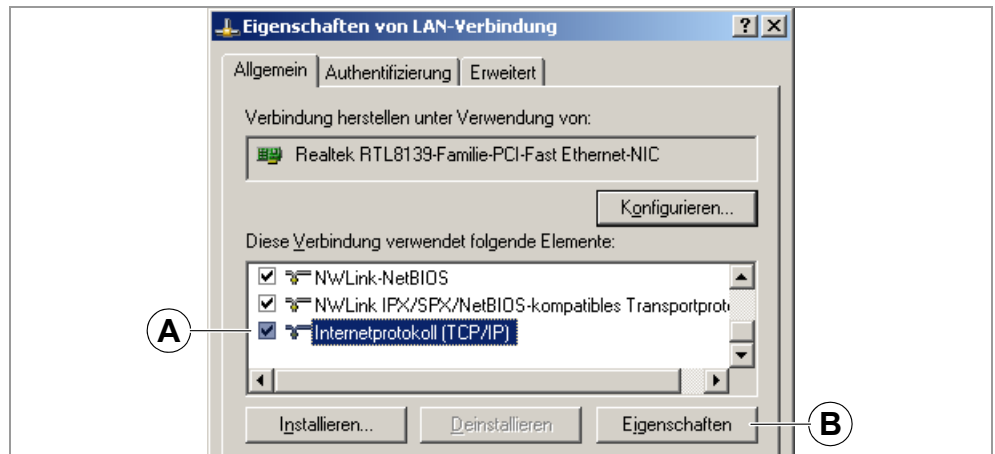 Eigenschaften von LAN-Verbindung
Allgemein Authentifizierung Erweitert
Verbindung herstellen unter Verwendung von:
Realtek RTL8139-Familie-PCI-Fast Ethernet-NIC
Konfigurieren...
Diese Verbindung verwendet folgende Elemente:
NWLink-NetBIOS
NWLink IPX/SPX/NetBIOS-kompatibles
A Internetprotokoll (TCP/IP)
Installieren... Deinstallieren Eigenschaften B